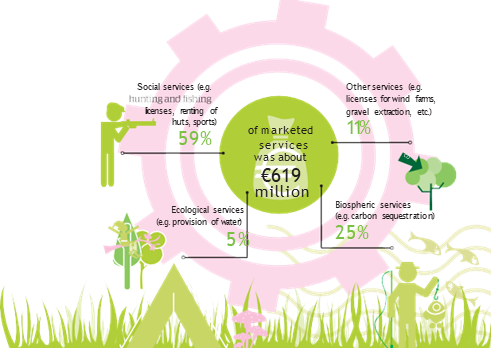 Social services (e.g.
hunting and fishing
licenses, renting of
huts, sports)
59%
Other services (e.g.
licenses for wind farms,
gravel extraction, etc.)
11%
of marketed
services
was about
€619
million
Ecological services
(e.g. provision of water)
5%
Biospheric services
(e.g. carbon sequestration)
25%